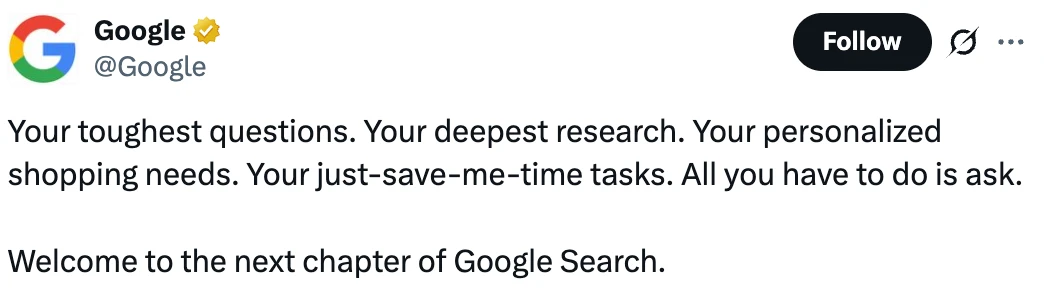 Google
@Google
Follow
Your toughest questions. Your deepest research. Your personalized
shopping needs. Your just-save-me-time tasks. All you have to do is ask.
Welcome to the next chapter of Google Search.